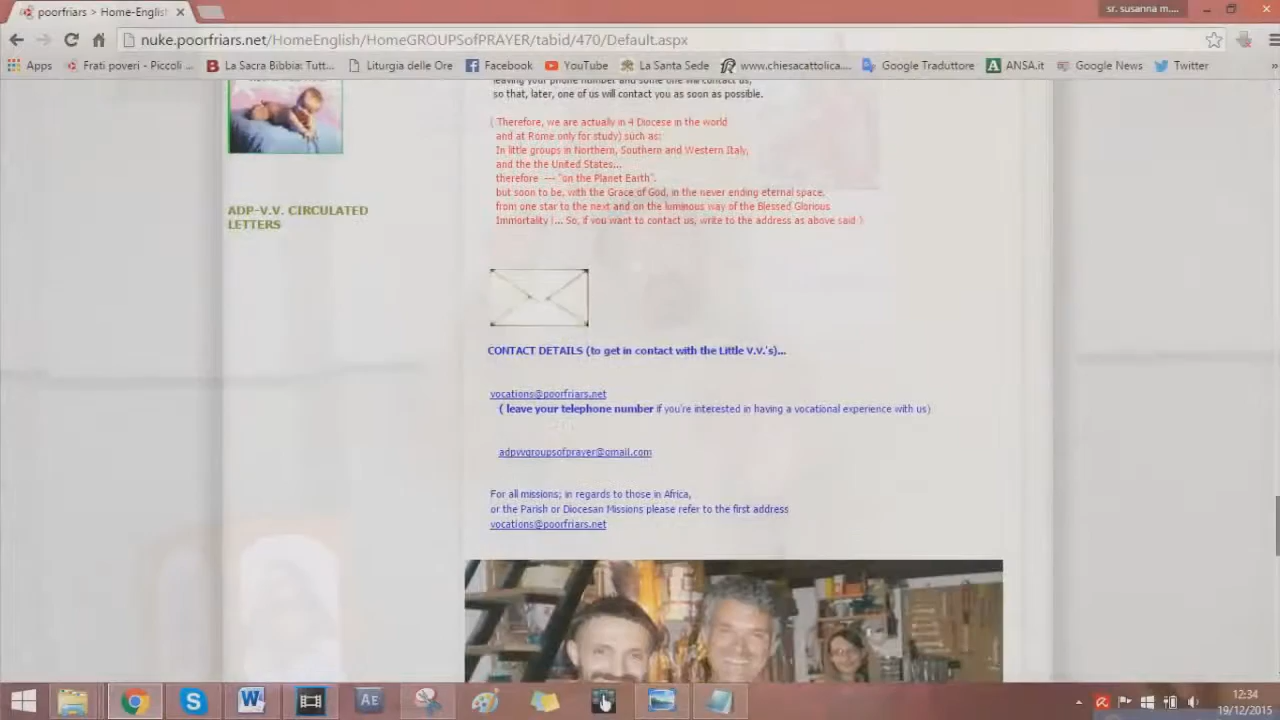 poorfriars > Home-Englis
sr. susanna m....
nuke.poorfriars.net/HomeEnglish/HomeGROUPSofPRAYER/tabid/470/Default.aspx
Apps Frati poveri - Piccoli ... La Sacra Bibbia: Tutt... Liturgia delle Ore Facebook YouTube La Santa Sede www.chiesacattolica.... Google Traduttore ANSA.it Google News Twitter »
leaving your phone number and some one will contact us,
so that, later, one of us will contact you as soon as possible.
( Therefore, we are actually in 4 Diocese in the world
and at Rome only for study) such as:
In little groups in Northern, Southern and Western Italy,
and the the United States...
therefore --- "on the Planet Earth".
but soon to be, with the Grace of God, in the never ending eternal space,
from one star to the next and on the luminous way of the Blessed Glorious
Immortality (... So, if you want to contact us, write to the address as above said )
ADP-V.V. CIRCULATED
LETTERS
CONTACT DETAILS (to get in contact with the Little V.V.'s)...
vocations@poorfriars.net
( leave your telephone number if you're interested in having a vocational experience with us)
adpvvgroupsofprayer@gmail.com
For all missions; in regards to those in Africa,
or the Parish or Diocesan Missions please refer to the first address
vocations@poorfriars.net
Ae
12:34
19/12/2015